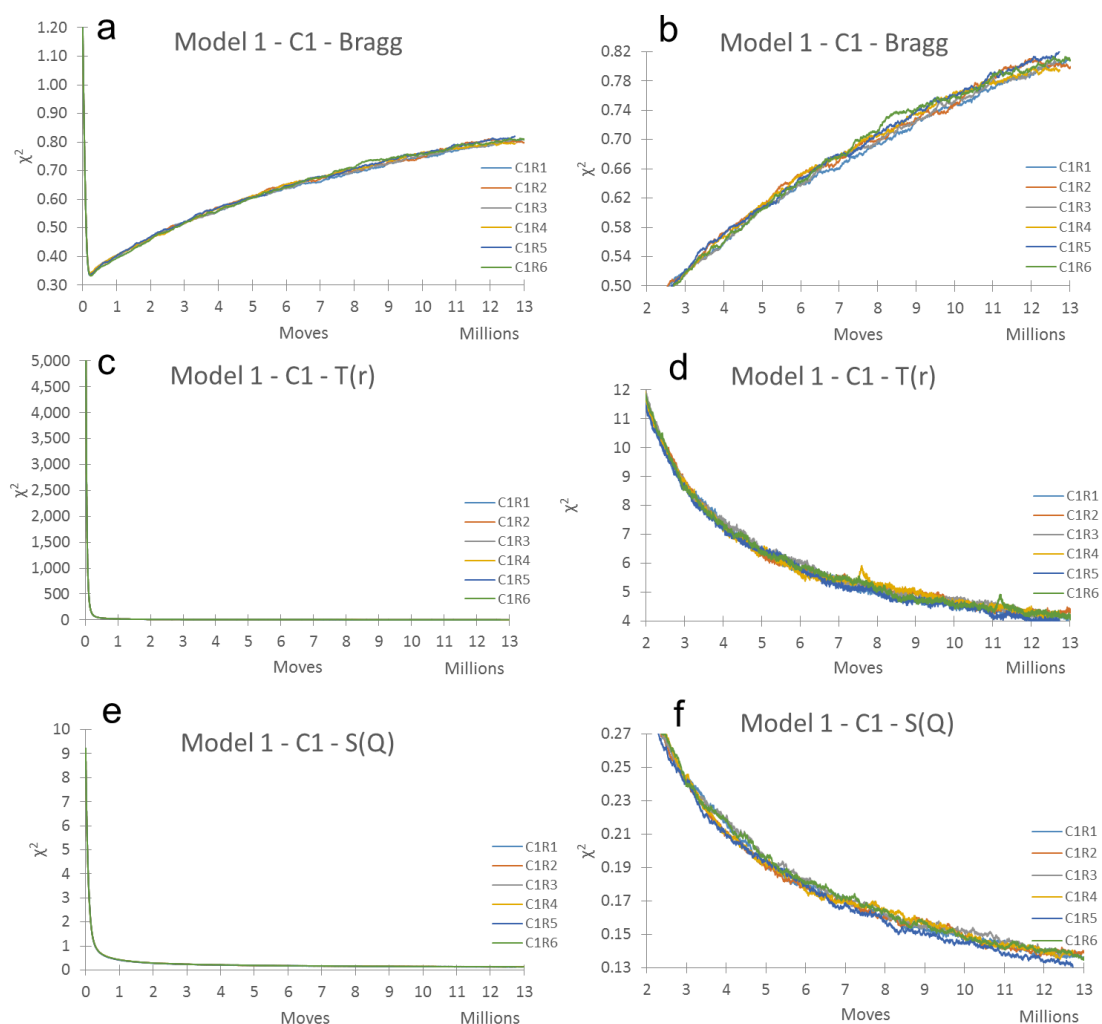 a
Model 1 - C1 - Bragg
1.20
1.10
1.00
0.90
0.80
0.70
0.60
0.50
0.40
0.30
χ2
C1R1
C1R2
C1R3
C1R4
C1R5
C1R6
0 1 2 3 4 5 6 7 8 9 10 11 12 13
Moves Millions
b
Model 1 - C1 - Bragg
0.82
0.78
0.74
0.70
0.66
0.62
0.58
0.54
0.50
χ2
C1R1
C1R2
C1R3
C1R4
C1R5
C1R6
2 3 4 5 6 7 8 9 10 11 12 13
Moves Millions
c
Model 1 - C1 - T(r)
5,000
4,500
4,000
3,500
3,000
2,500
2,000
1,500
1,000
500
0
χ2
C1R1
C1R2
C1R3
C1R4
C1R5
C1R6
0 1 2 3 4 5 6 7 8 9 10 11 12 13
Moves Millions
d
Model 1 - C1 - T(r)
12
11
10
9
8
7
6
5
4
χ2
C1R1
C1R2
C1R3
C1R4
C1R5
C1R6
2 3 4 5 6 7 8 9 10 11 12 13
Moves Millions
e
Model 1 - C1 - S(Q)
10
9
8
7
6
5
4
3
2
1
0
χ2
C1R1
C1R2
C1R3
C1R4
C1R5
C1R6
0 1 2 3 4 5 6 7 8 9 10 11 12 13
Moves Millions
f
Model 1 - C1 - S(Q)
0.27
0.25
0.23
0.21
0.19
0.17
0.15
0.13
χ2
C1R1
C1R2
C1R3
C1R4
C1R5
C1R6
2 3 4 5 6 7 8 9 10 11 12 13
Moves Millions